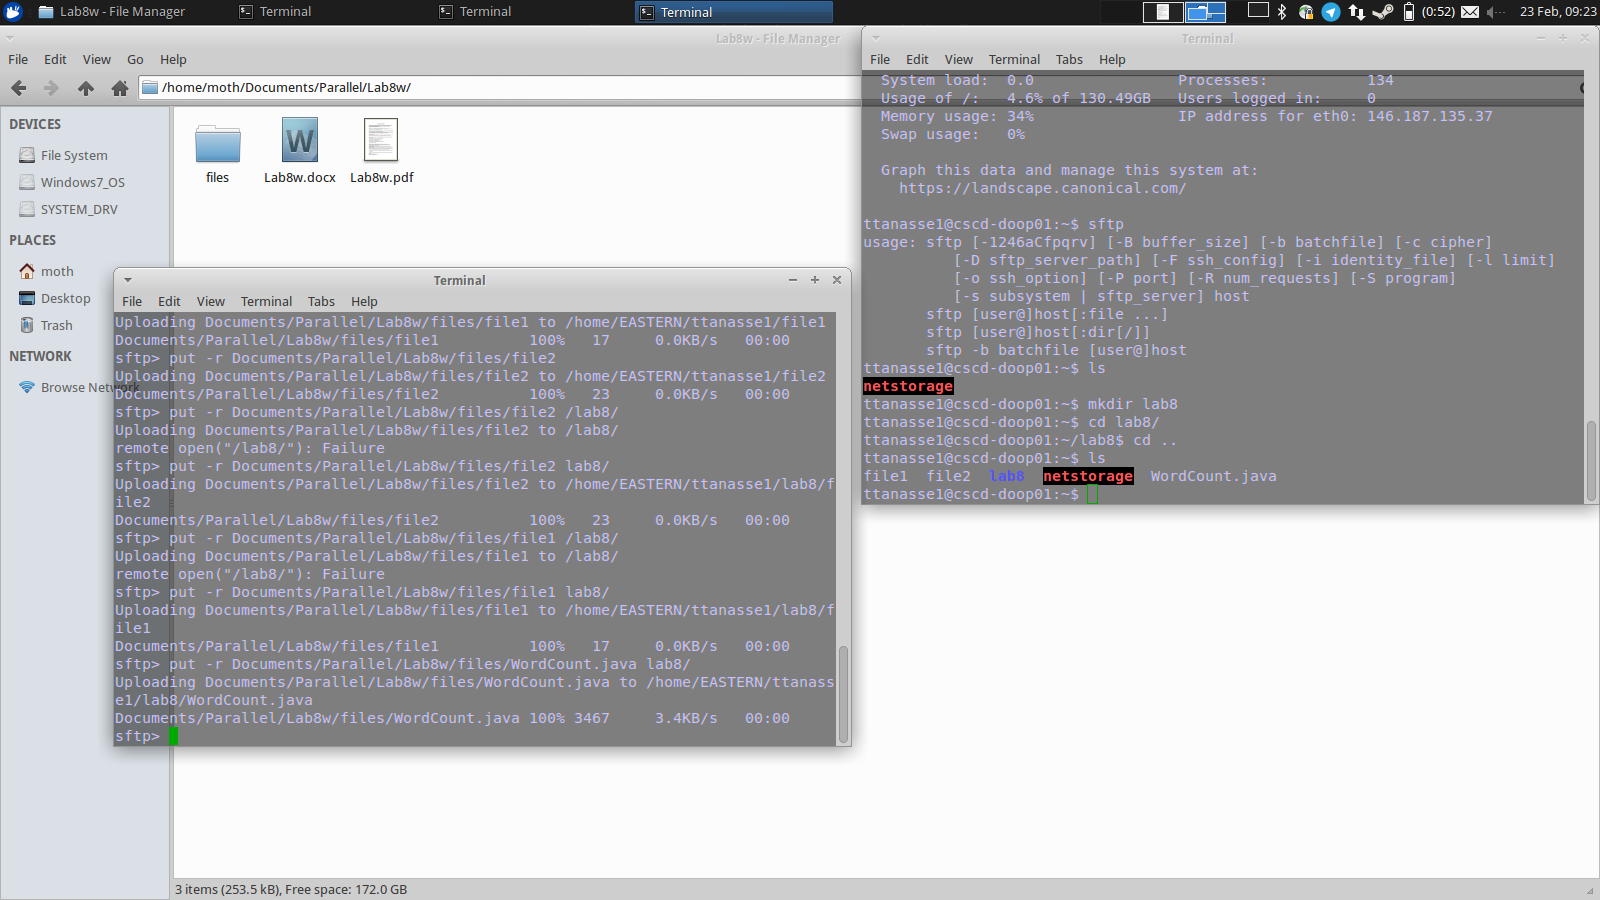 Lab8w - File Manager
Terminal
Terminal
Terminal
(0:52)
23 Feb, 09:23
Lab8w - File Manager
File Edit View Go Help
/home/moth/Documents/Parallel/Lab8w/
DEVICES
File System
Windows7_OS
SYSTEM_DRV
PLACES
moth
Desktop
Trash
NETWORK
Browse Network
files
Lab8w.docx
Lab8w.pdf
3 items (253.5 kB), Free space: 172.0 GB
Terminal
File Edit View Terminal Tabs Help
Uploading Documents/Parallel/Lab8w/files/file1 to /home/EASTERN/ttanasse1/file1
Documents/Parallel/Lab8w/files/file1 100% 17 0.0KB/s 00:00
sftp> put -r Documents/Parallel/Lab8w/files/file2
Uploading Documents/Parallel/Lab8w/files/file2 to /home/EASTERN/ttanasse1/file2
Documents/Parallel/Lab8w/files/file2 100% 23 0.0KB/s 00:00
sftp> put -r Documents/Parallel/Lab8w/files/file2 /lab8/
Uploading Documents/Parallel/Lab8w/files/file2 to /lab8/
remote open("/lab8/"): Failure
sftp> put -r Documents/Parallel/Lab8w/files/file2 lab8/
Uploading Documents/Parallel/Lab8w/files/file2 to /home/EASTERN/ttanasse1/lab8/f
ile2
Documents/Parallel/Lab8w/files/file2 100% 23 0.0KB/s 00:00
sftp> put -r Documents/Parallel/Lab8w/files/file1 /lab8/
Uploading Documents/Parallel/Lab8w/files/file1 to /lab8/
remote open("/lab8/"): Failure
sftp> put -r Documents/Parallel/Lab8w/files/file1 lab8/
Uploading Documents/Parallel/Lab8w/files/file1 to /home/EASTERN/ttanasse1/lab8/f
ile1
Documents/Parallel/Lab8w/files/file1 100% 17 0.0KB/s 00:00
sftp> put -r Documents/Parallel/Lab8w/files/WordCount.java lab8/
Uploading Documents/Parallel/Lab8w/files/WordCount.java to /home/EASTERN/ttanass
e1/lab8/WordCount.java
Documents/Parallel/Lab8w/files/WordCount.java 100% 3467 3.4KB/s 00:00
sftp>
Terminal
File Edit View Terminal Tabs Help
System load: 0.0 Processes: 134
Usage of /: 4.6% of 130.49GB Users logged in: 0
Memory usage: 34% IP address for eth0: 146.187.135.37
Swap usage: 0%
Graph this data and manage this system at:
https://landscape.canonical.com/
ttanasse1@cscd-doop01:~$ sftp
usage: sftp [-1246aCfpqrv] [-B buffer_size] [-b batchfile] [-c cipher]
[-D sftp_server_path] [-F ssh_config] [-i identity_file] [-l limit]
[-o ssh_option] [-P port] [-R num_requests] [-S program]
[-s subsystem | sftp_server] host
sftp [user@]host[:file ...]
sftp [user@]host[:dir[/]]
sftp -b batchfile [user@]host
ttanasse1@cscd-doop01:~$ ls
netstorage
ttanasse1@cscd-doop01:~$ mkdir lab8
ttanasse1@cscd-doop01:~$ cd lab8/
ttanasse1@cscd-doop01:~/lab8$ cd ..
ttanasse1@cscd-doop01:~$ ls
file1 file2 lab8 netstorage WordCount.java
ttanasse1@cscd-doop01:~$